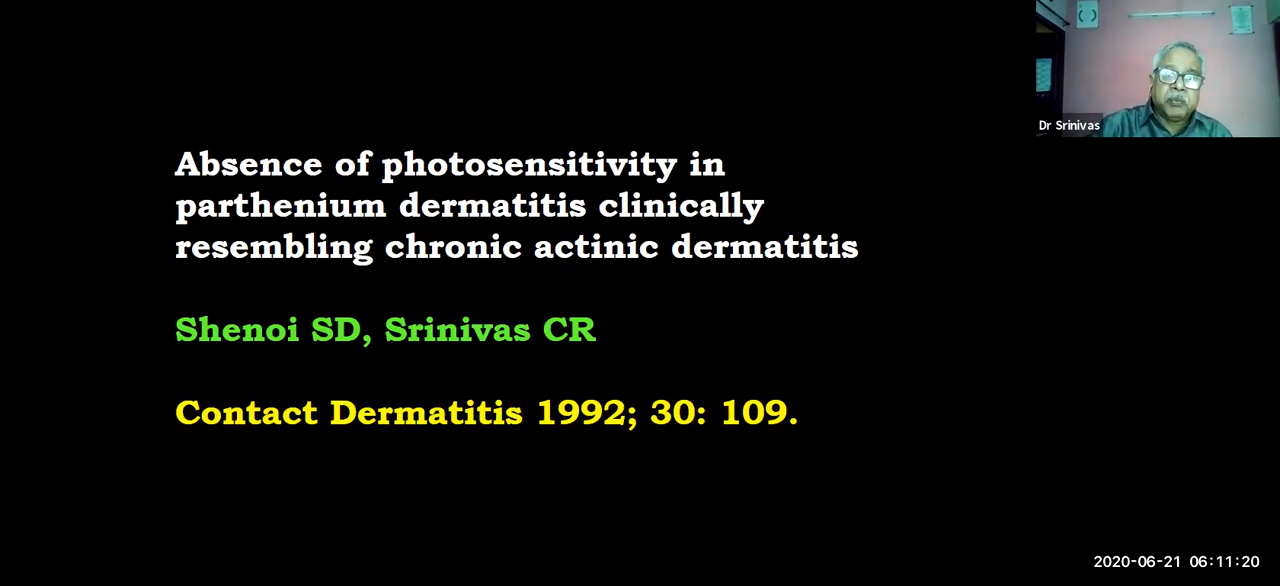 Absence of photosensitivity in
parthenium dermatitis clinically
resembling chronic actinic dermatitis
Shenoi SD, Srinivas CR
Contact Dermatitis 1992; 30: 109.
Dr Srinivas
2020-06-21 06:11:20